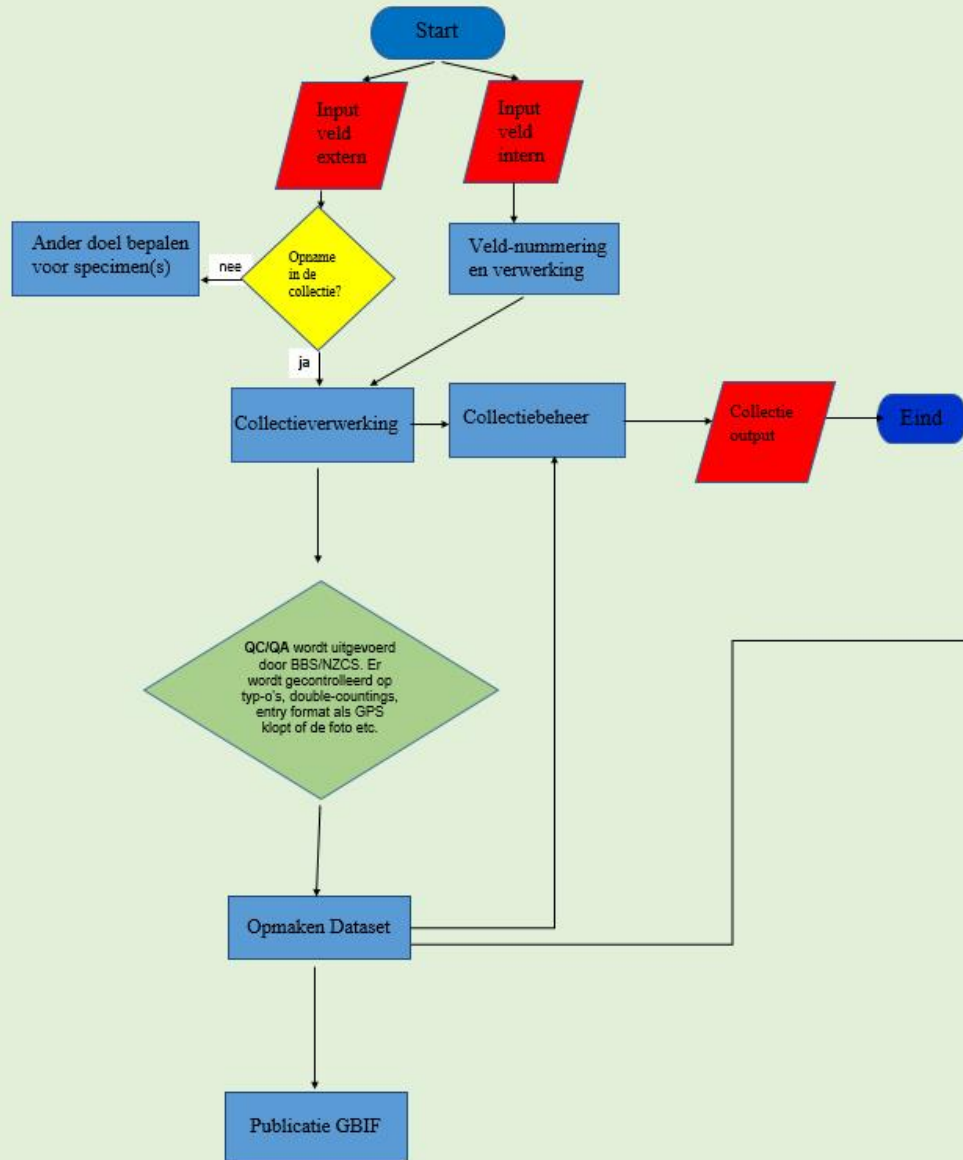 Start
Input
veld
extern
Input
veld
intern
Ander doel bepalen
voor specimen(s)
nee
Opname
in de
collectie?
Veld-nummering
en verwerking
ja
Collectieverwerking
Collectiebeheer
Collectie
output
Eind
QC/QA wordt uitgevoerd
door BBS/NZCS. Er
wordt gecontroleerd op
typ-o's, double-countings,
entry format als GPS
klopt of de foto etc.
Opmaken Dataset
Publicatie GBIF